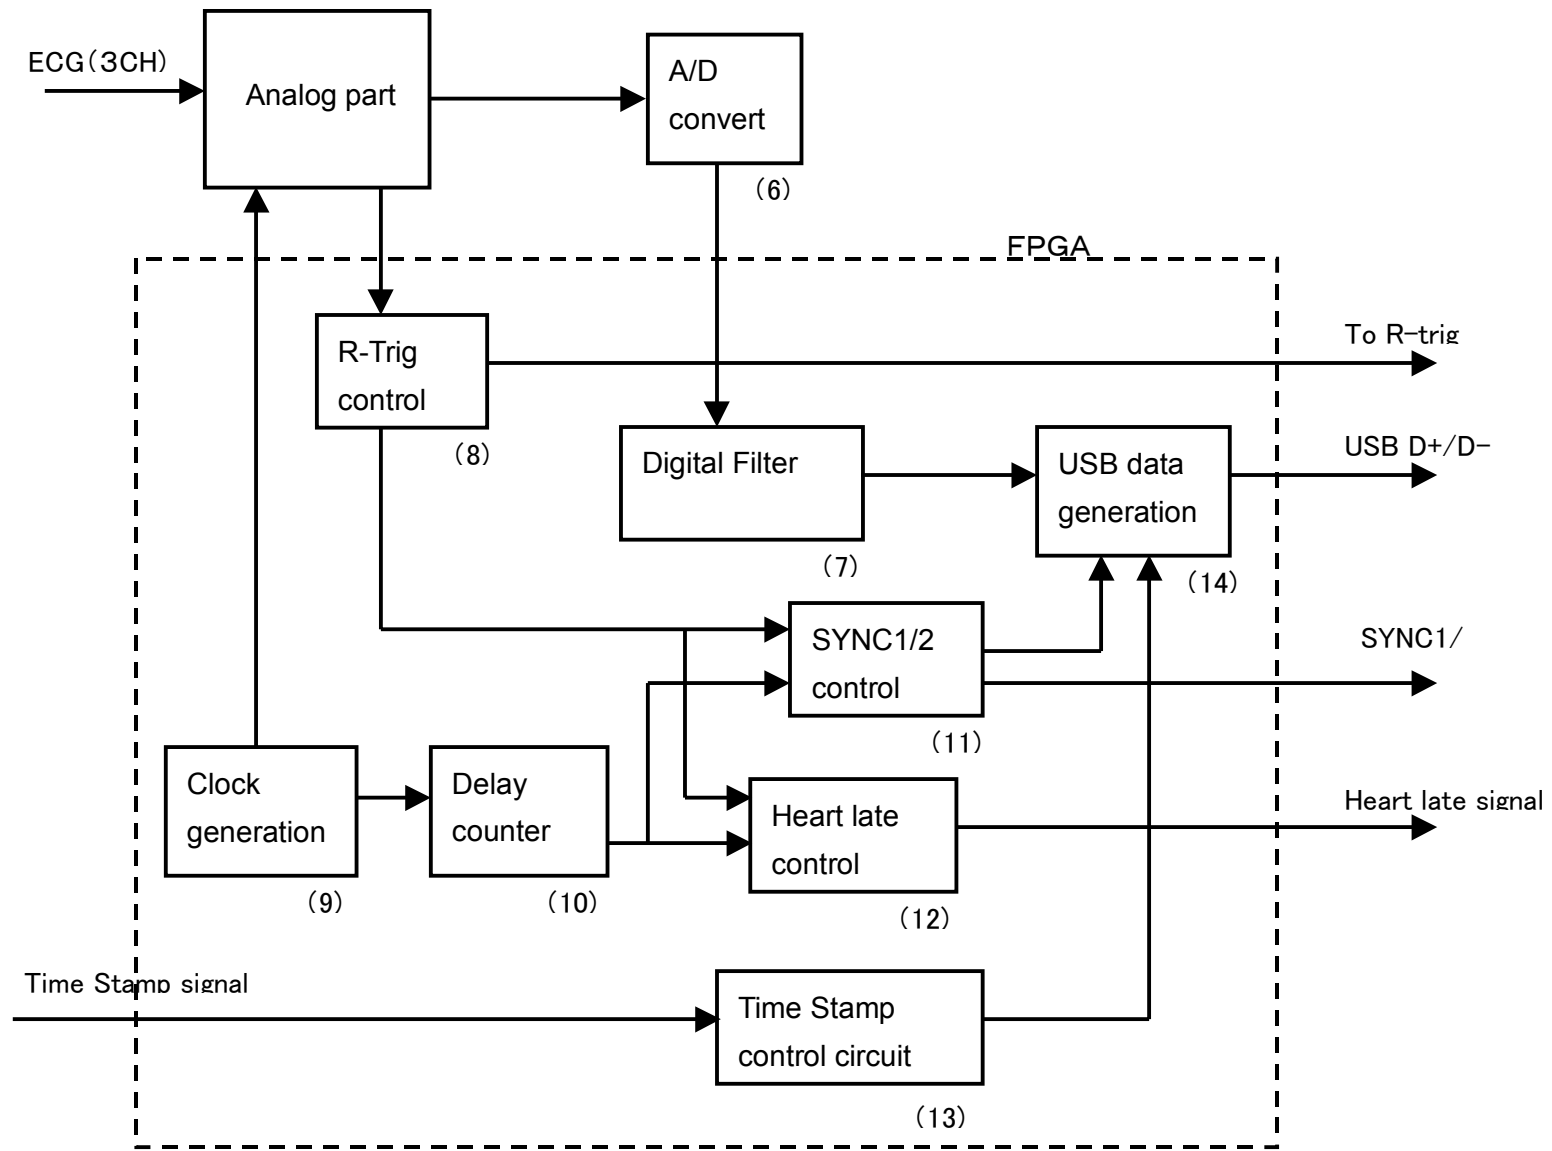 ECG(3CH)
Analog part
A/D
convert
(6)
FPGA
R-Trig
control
(8)
To R-trig
Digital Filter
(7)
USB data
generation
(14)
USB D+/D-
SYNC1/2
control
(11)
SYNC1/
Clock
generation
(9)
Delay
counter
(10)
Heart late
control
(12)
Heart late signal
Time Stamp signal
Time Stamp
control circuit
(13)